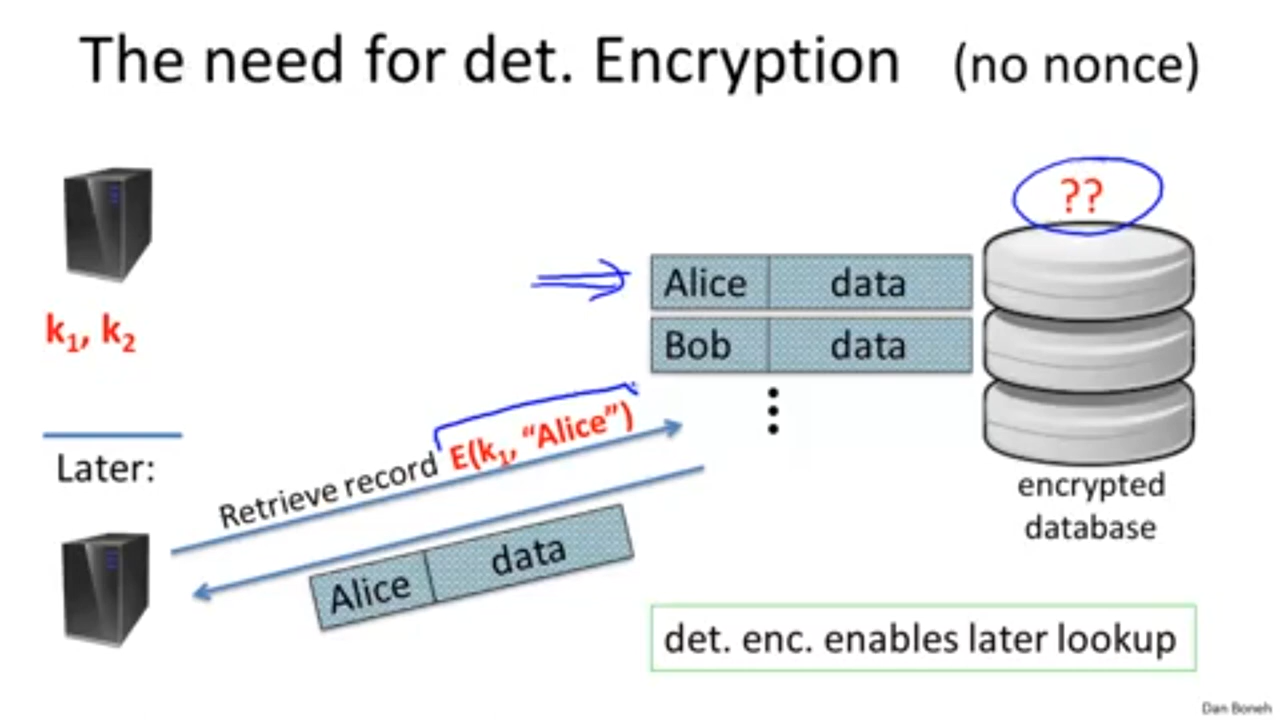 The need for det. Encryption (no nonce)
??
Alice data
Bob data
k₁, k₂
Later:
Retrieve record E(k₁, “Alice”)
Alice data
encrypted
database
det. enc. enables later lookup
Dan Boneh